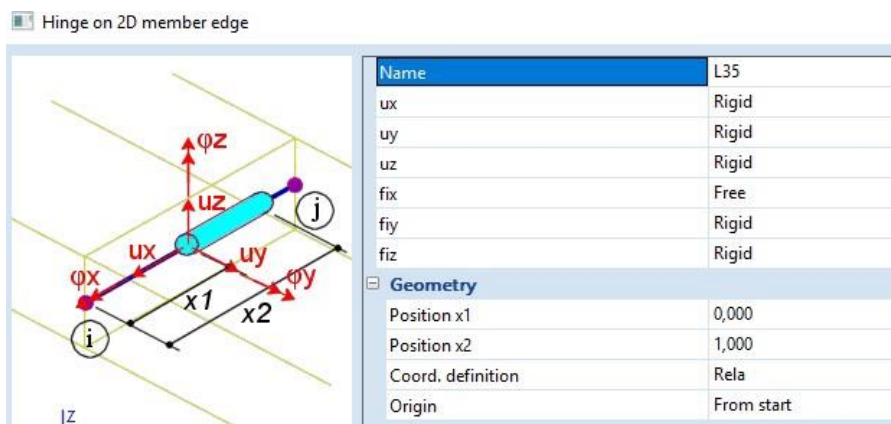 Hinge on 2D member edge
φz
uz
j
ux
uy
φx
φy
x1
x2
i
Z
Name L35
ux Rigid
uy Rigid
uz Rigid
fix Free
fiy Rigid
fiz Rigid
Geometry
Position x1 0,000
Position x2 1,000
Coord. definition Rela
Origin From start